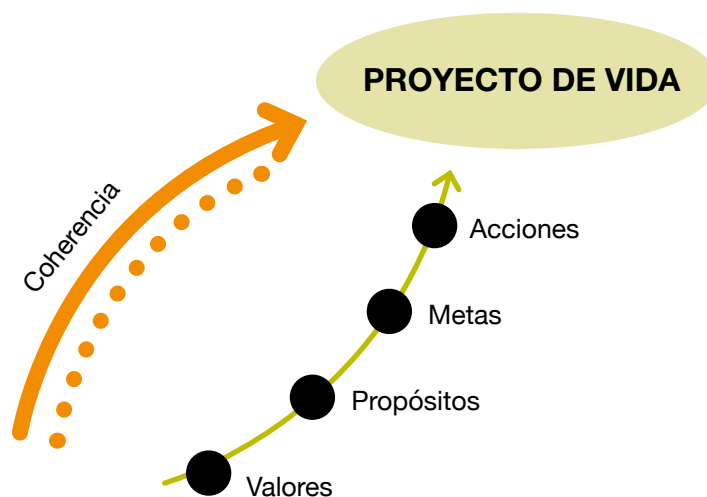 PROYECTO DE VIDA
Coherencia
Acciones
Metas
Propósitos
Valores